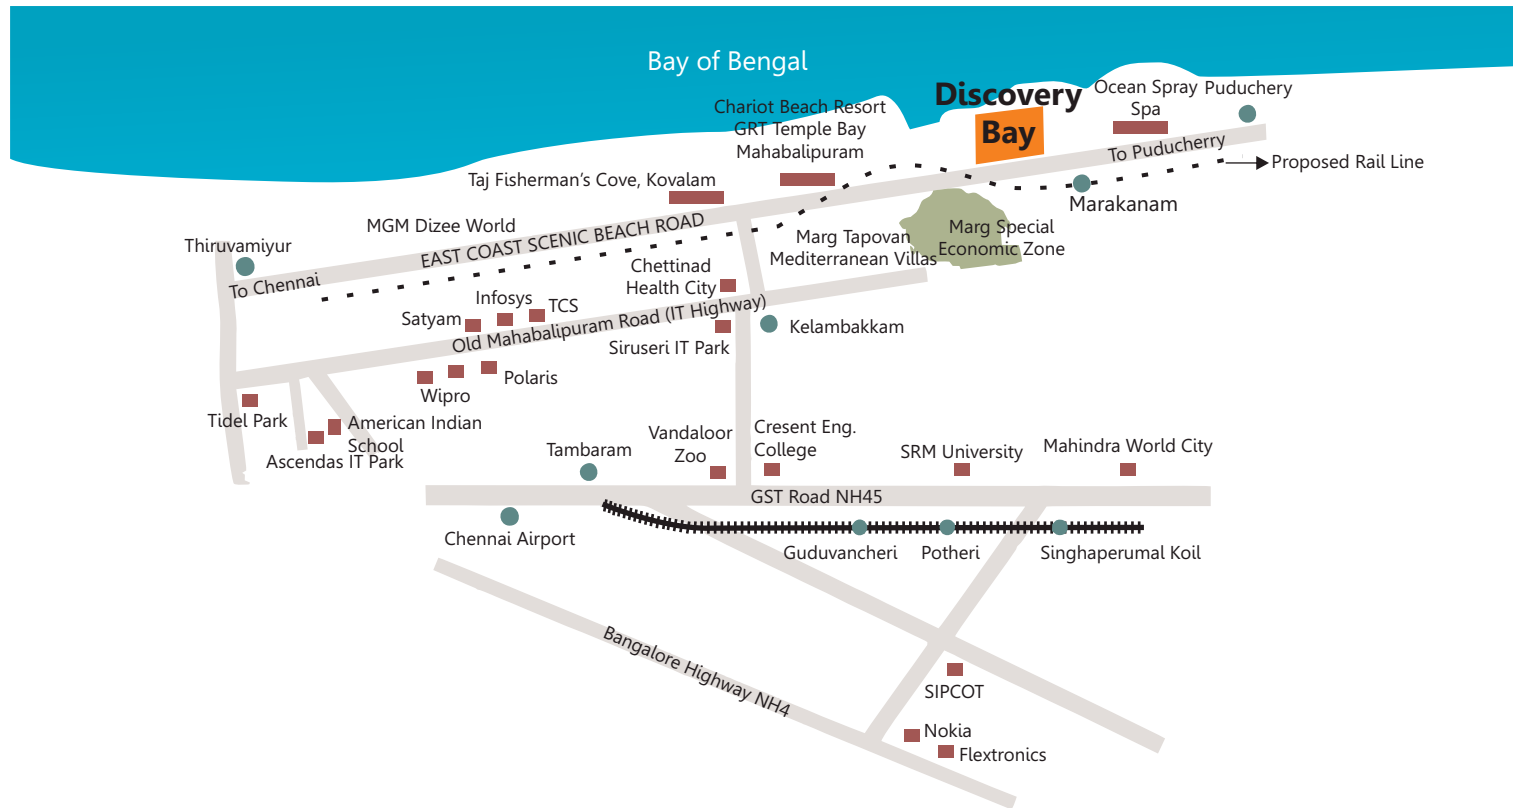 Bay of Bengal
Discovery
Bay
Ocean Spray
Spa
Puduchery
Chariot Beach Resort
GRT Temple Bay
Mahabalipuram
To Puducherry
Proposed Rail Line
Taj Fisherman's Cove, Kovalam
Marakanam
MGM Dizee World
EAST COAST SCENIC BEACH ROAD
Marg Tapovan
Mediterranean Villas
Marg Special
Economic Zone
Thiruvamiyur
To Chennai
Chettinad
Health City
Infosys
TCS
Satyam
Old Mahabalipuram Road (IT Highway)
Kelambakkam
Siruseri IT Park
Polaris
Wipro
Tidel Park
American Indian
School
Ascendas IT Park
Tambaram
Vandaloor
Zoo
Cresent Eng.
College
SRM University
Mahindra World City
GST Road NH45
Chennai Airport
Guduvancheri
Potheri
Singhaperumal Koil
Bangalore Highway NH4
SIPCOT
Nokia
Flextronics